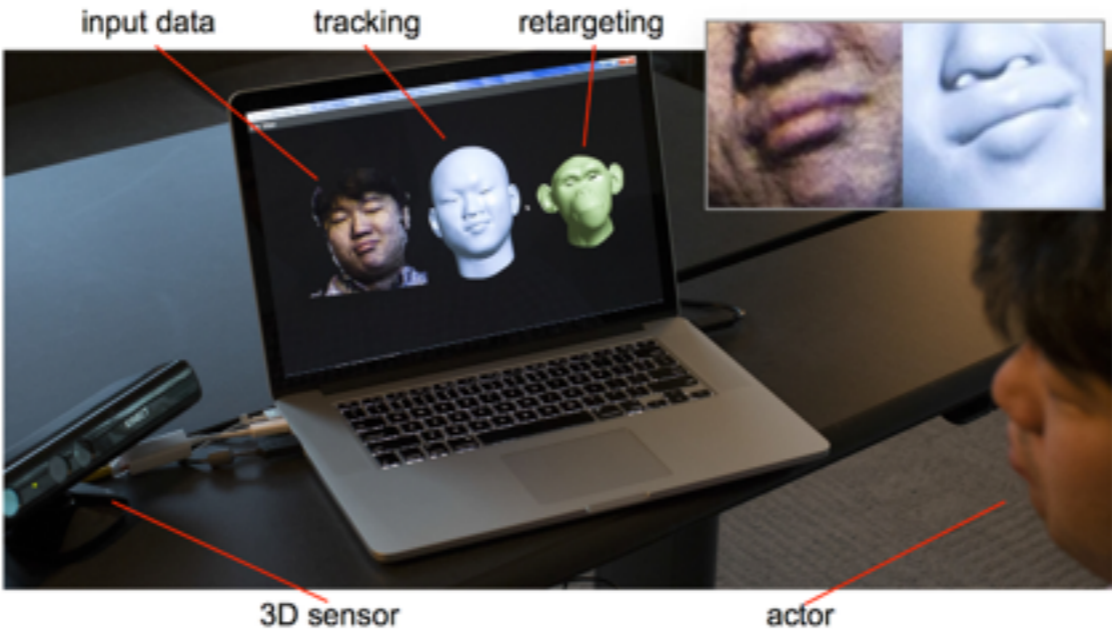 input data
tracking
retargeting
3D sensor
actor